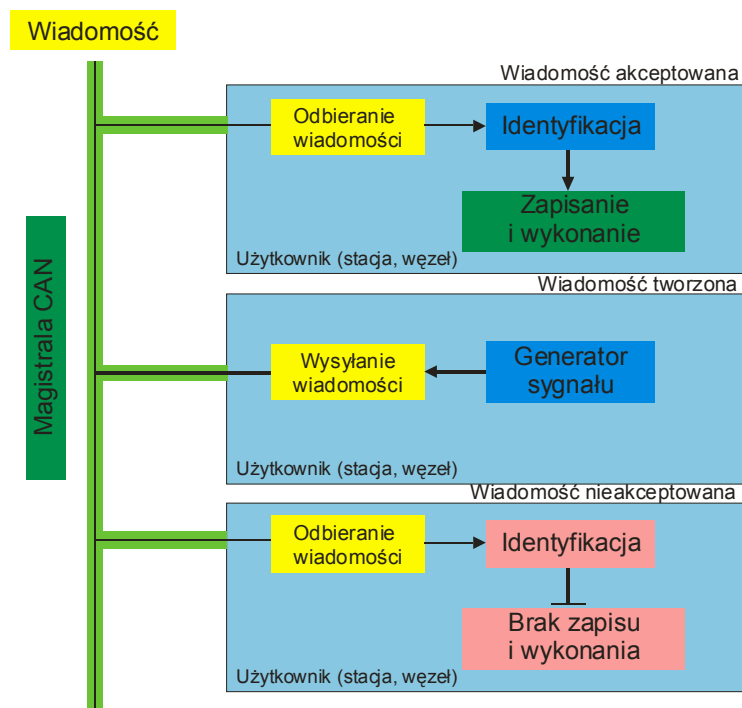 Wiadomość
Wiadomość akceptowana
Odbieranie
wiadomości
Identyfikacja
Zapisanie
i wykonanie
Użytkownik (stacja, węzeł)
Magistrala CAN
Wiadomość tworzona
Wysyłanie
wiadomości
Generator
sygnału
Użytkownik (stacja, węzeł)
Wiadomość nieakceptowana
Odbieranie
wiadomości
Identyfikacja
Brak zapisu
i wykonania
Użytkownik (stacja, węzeł)